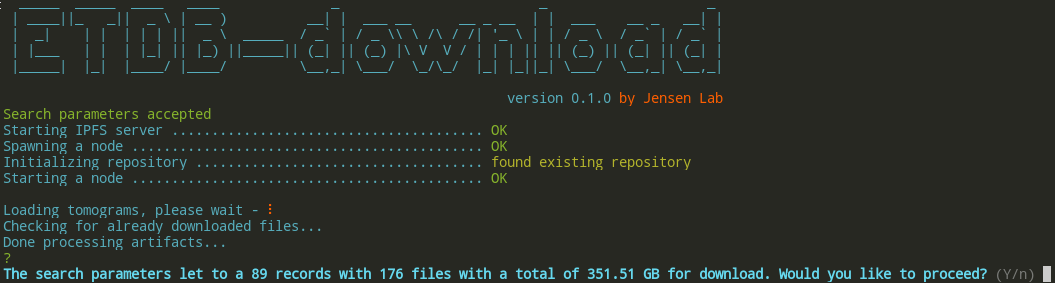 ETDB-download
version 0.1.0 by Jensen Lab
Search parameters accepted
Starting IPFS server ....................................... OK
Spawning a node ............................................ OK
Initializing repository .................................... found existing repository
Starting a node ............................................ OK
Loading tomograms, please wait -
Checking for already downloaded files...
Done processing artifacts...
?
The search parameters let to a 89 records with 176 files with a total of 351.51 GB for download. Would you like to proceed? (Y/n)